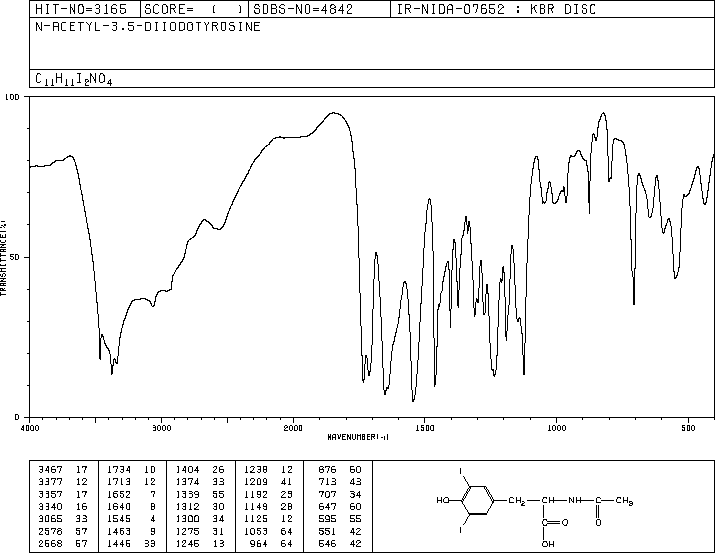 HIT-NO=3165 SCORE= ( ) SDBS-NO=4842 IR-NIDA-07652 : KBR DISC
N-ACETYL-3,5-DIIODOTYROSINE
C11H11I2NO4
100
50
0
TRANSMITTANCE(%)
4000 3000 2000 1500 1000 500
WAVENUMBER(-1)
3467 17 1734 10 1404 26 1238 12 876 60
3377 12 1713 12 1374 33 1209 41 713 43
3357 17 1652 7 1339 55 1192 23 707 34
3340 16 1640 8 1312 30 1149 28 647 60
3065 33 1545 4 1300 34 1125 12 595 55
2578 57 1463 9 1275 31 1053 64 551 42
2568 57 1446 33 1245 13 964 64 546 42
I
HO CH2 CH NH C CH3
I C=O O
OH